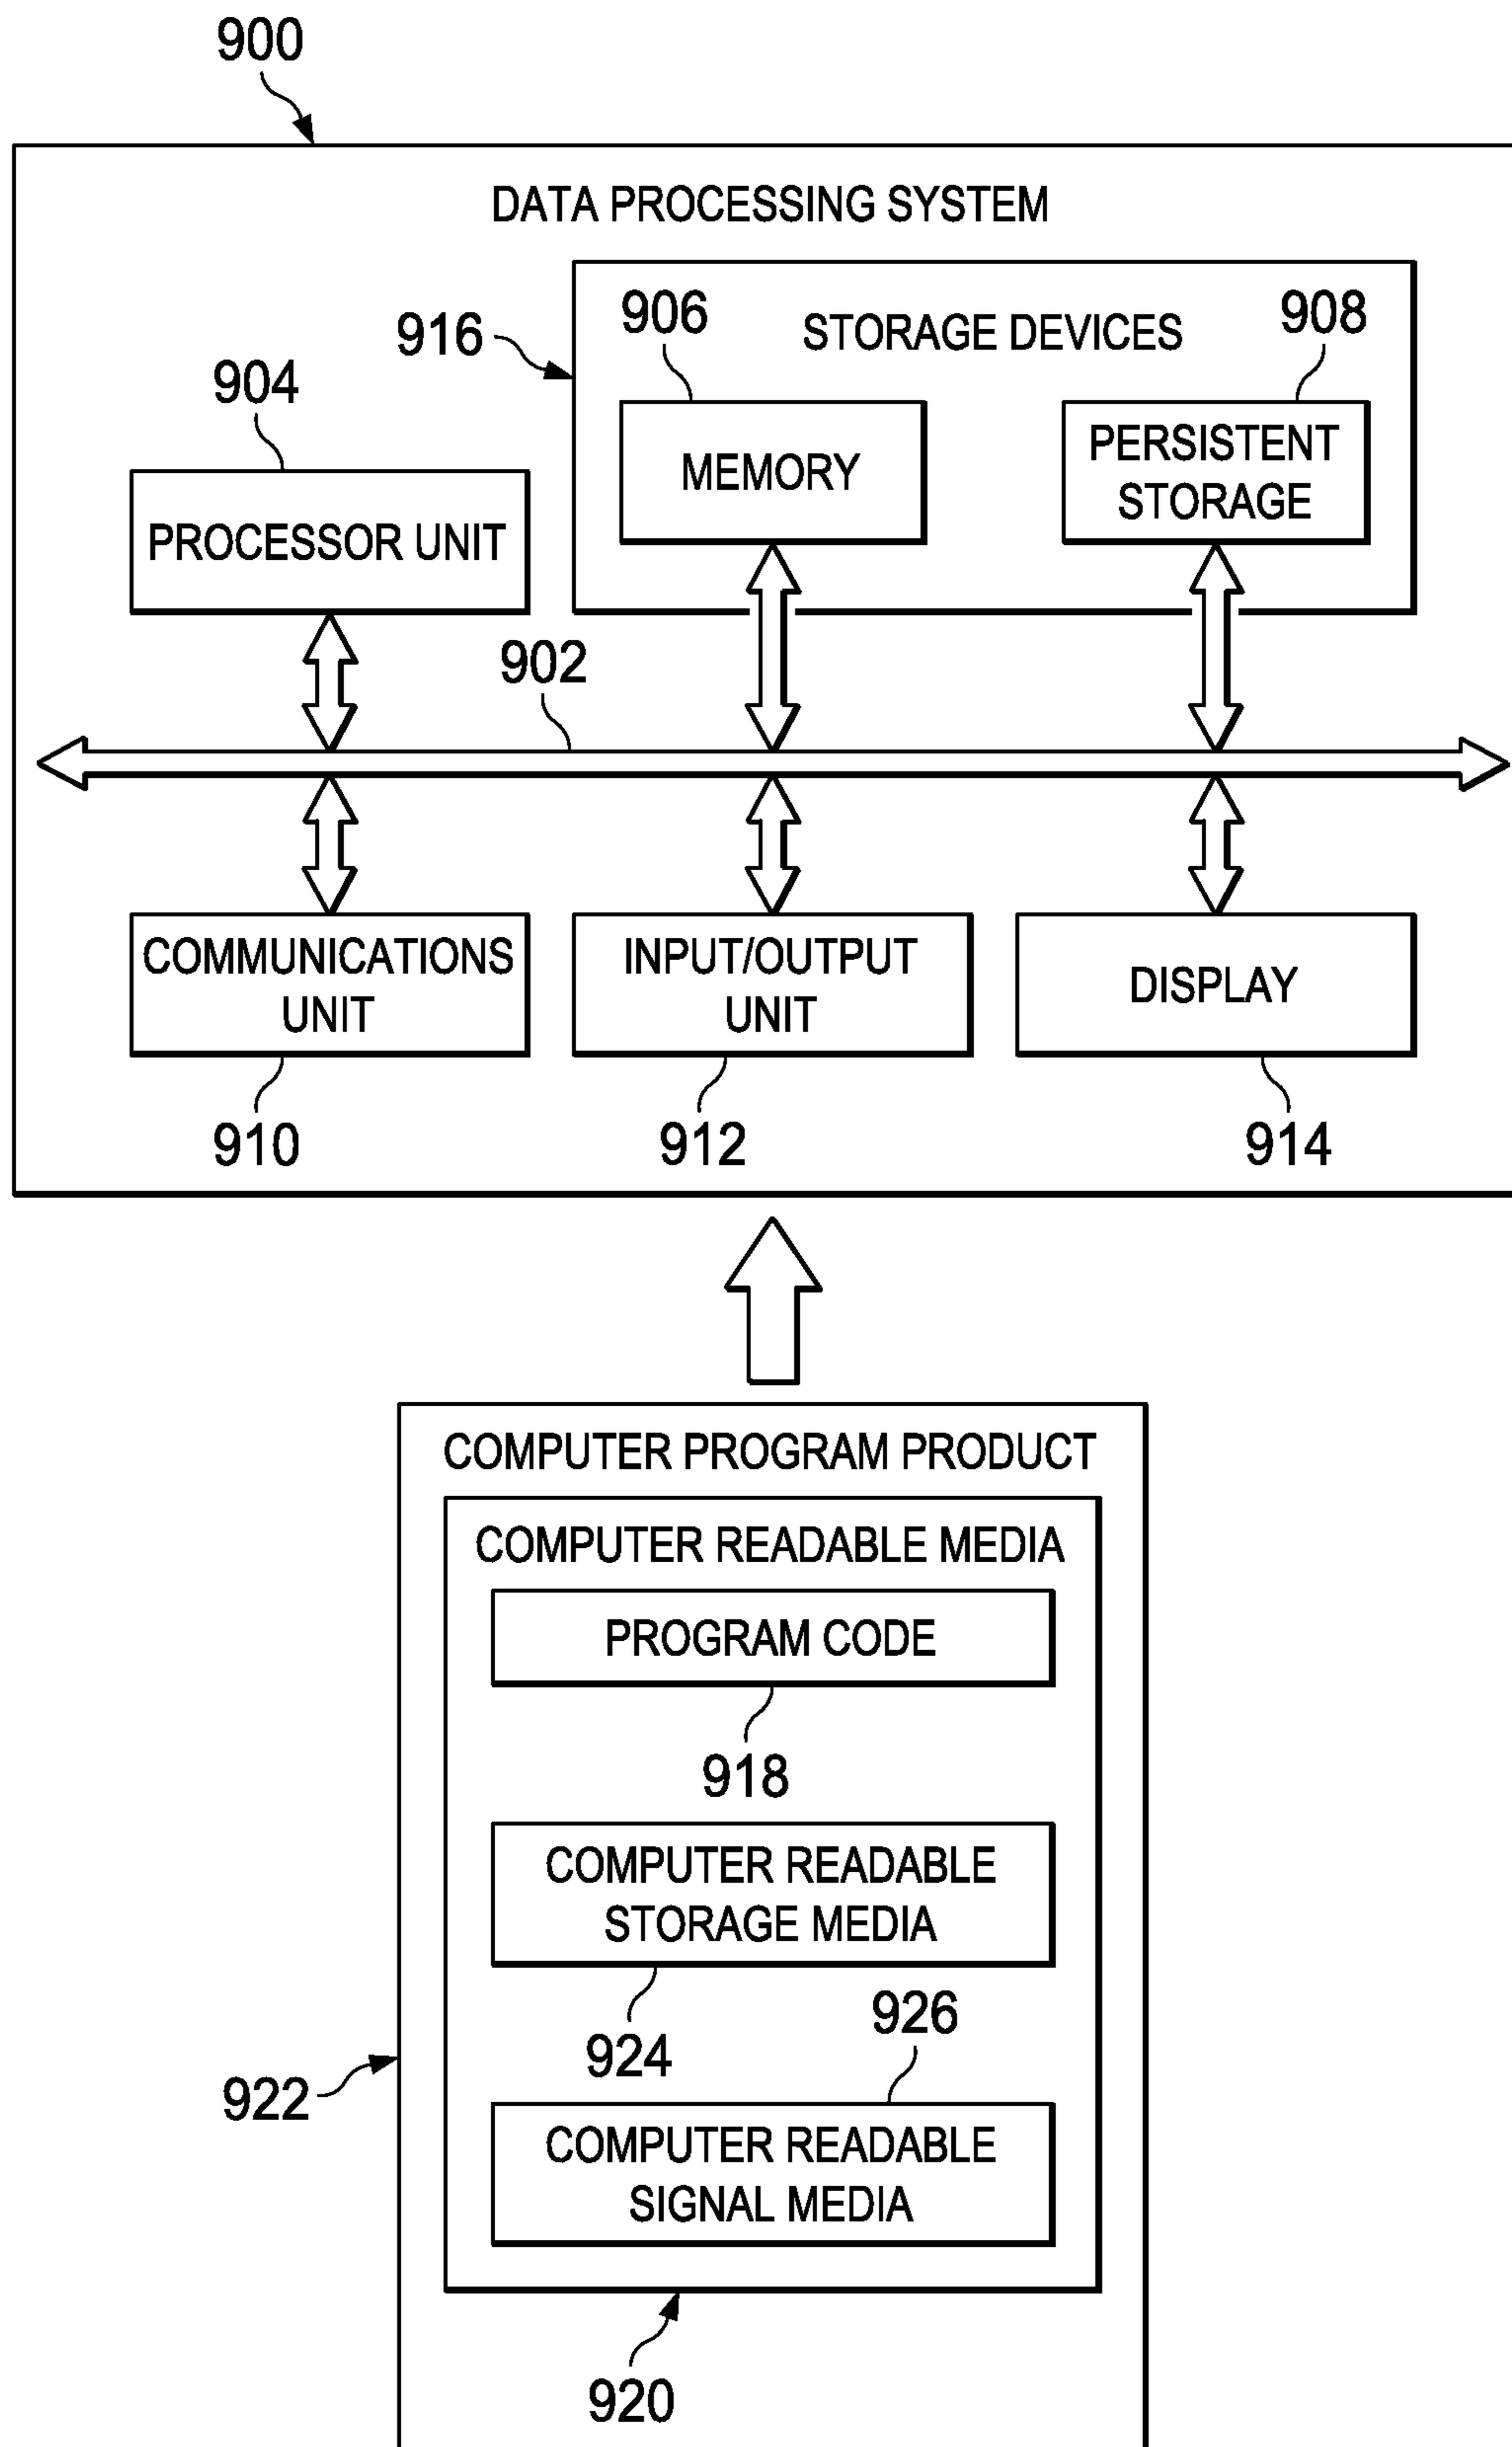 900
DATA PROCESSING SYSTEM
916
906
STORAGE DEVICES
908
904
MEMORY
PERSISTENT
STORAGE
PROCESSOR UNIT
902
COMMUNICATIONS
UNIT
INPUT/OUTPUT
UNIT
DISPLAY
910
912
914
COMPUTER PROGRAM PRODUCT
COMPUTER READABLE MEDIA
PROGRAM CODE
918
COMPUTER READABLE
STORAGE MEDIA
924
926
922
COMPUTER READABLE
SIGNAL MEDIA
920